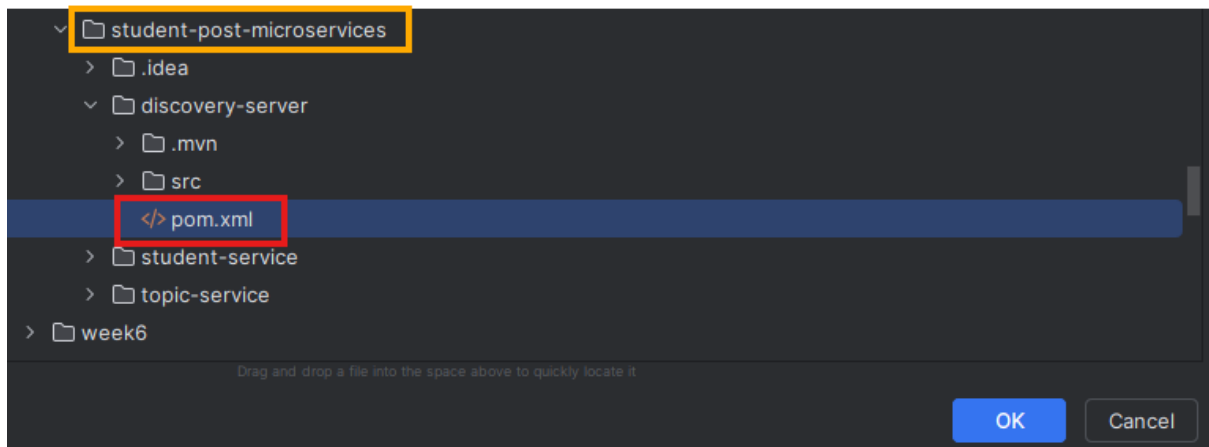 student-post-microservices
.idea
discovery-server
.mvn
src
</> pom.xml
student-service
topic-service
week6
Drag and drop a file into the space above to quickly locate it
OK Cancel